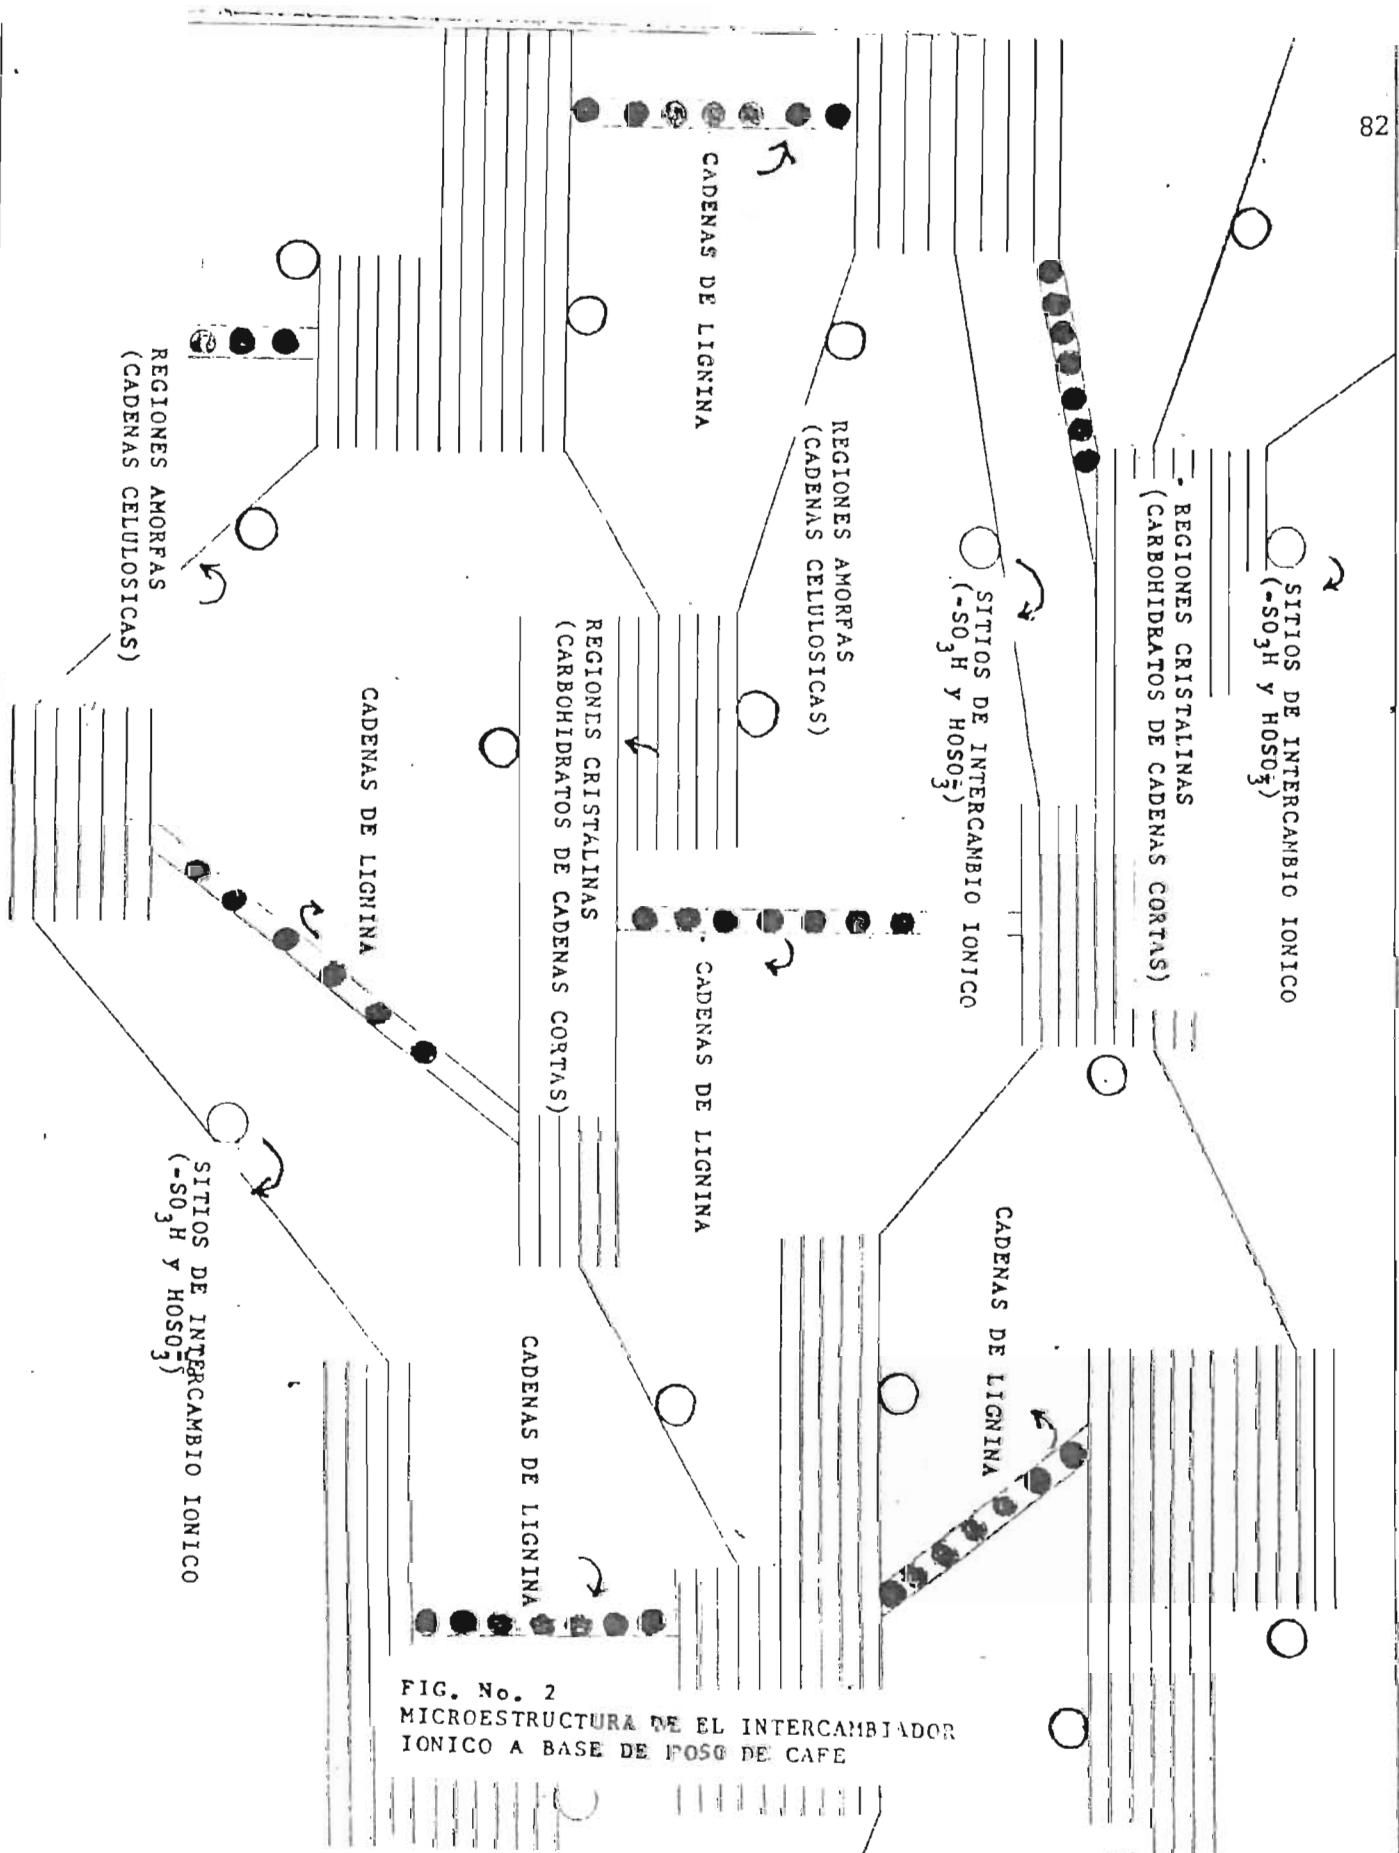 82
CADENAS DE LIGNINA
REGIONES AMORFAS
(CADENAS CELULOSICAS)
REGIONES AMORFAS
(CADENAS CELULOSICAS)
SITIOS DE INTERCAMBIO IONICO
(-SO3H y HOSO3=)
REGIONES CRISTALINAS
(CARBOHIDRATOS DE CADENAS CORTAS)
SITIOS DE INTERCAMBIO IONICO
(-SO3H y HOSO3=)
CADENAS DE LIGNINA
REGIONES CRISTALINAS
(CARBOHIDRATOS DE CADENAS CORTAS)
CADENAS DE LIGNINA
SITIOS DE INTERCAMBIO IONICO
(-SO3H y HOSO3=)
CADENAS DE LIGNINA
CADENAS DE LIGNINA
FIG. No. 2
MICROESTRUCTURA DE EL INTERCAMBIADOR
IONICO A BASE DE POSO DE CAFE